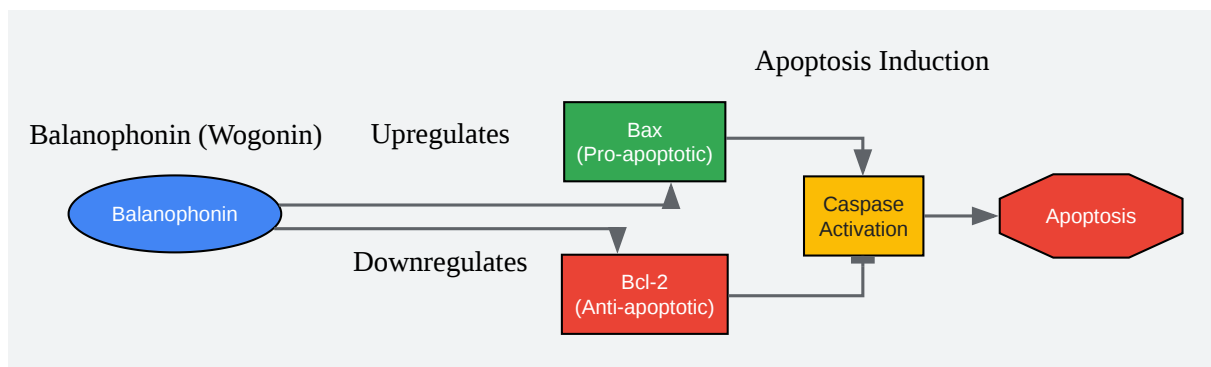 Apoptosis Induction
Balanophonin (Wogonin)
Upregulates
Bax
(Pro-apoptotic)
Balanophonin
Caspase
Activation
Apoptosis
Downregulates
Bcl-2
(Anti-apoptotic)